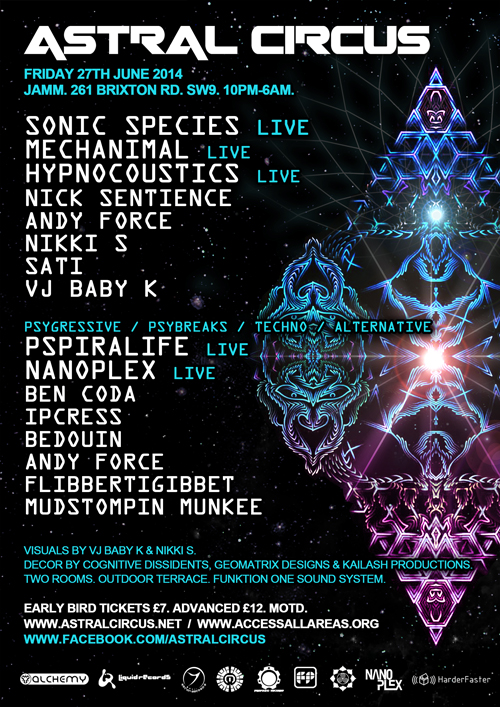 ASTRAL CIRCUS
FRIDAY 27TH JUNE 2014
JAMM. 261 BRIXTON RD. SW9. 10PM-6AM.
SONIC SPECIES LIVE
MECHANIMAL LIVE
HYPNOCOUSTICS LIVE
NICK SENTIENCE
ANDY FORCE
NIKKI S
SATI
VJ BABY K
PSYGRESSIVE / PSYBREAKS / TECHNO / ALTERNATIVE
PSPIRALIFE LIVE
NANOPLEX LIVE
BEN CODA
IPCRESS
BEDOUIN
ANDY FORCE
FLIBBERTIGIBBET
MUDSTOMPIN MUNKEE
VISUALS BY VJ BABY K & NIKKI S.
DECOR BY COGNITIVE DISSIDENTS, GEOMATRIX DESIGNS & KAILASH PRODUCTIONS.
TWO ROOMS. OUTDOOR TERRACE. FUNKTION ONE SOUND SYSTEM.
EARLY BIRD TICKETS £7. ADVANCED £12. MOTD.
WWW.ASTRALCIRCUS.NET / WWW.ACCESSALLAREAS.ORG
WWW.FACEBOOK.COM/ASTRALCIRCUS
ALCHEMY Liquid records NANO PLEX HarderFaster